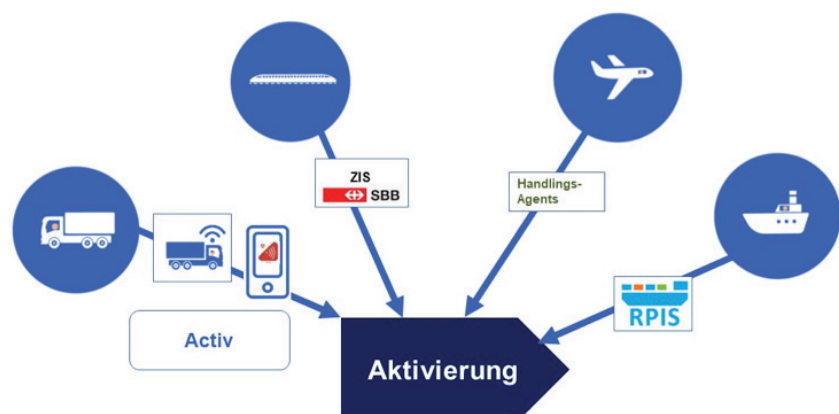 ZIS
SBB
Handlings-
Agents
RPIS
Activ
Aktivierung